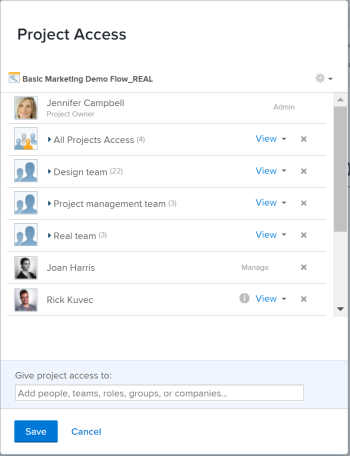 Project Access
Basic Marketing Demo Flow_REAL
Jennifer Campbell
Project Owner
Admin
All Projects Access (4) View
Design team (22) View
Project management team (3) View
Real team (3) View
Joan Harris Manage
Rick Kuvec View
Give project access to:
Add people, teams, roles, groups, or companies...
Save Cancel